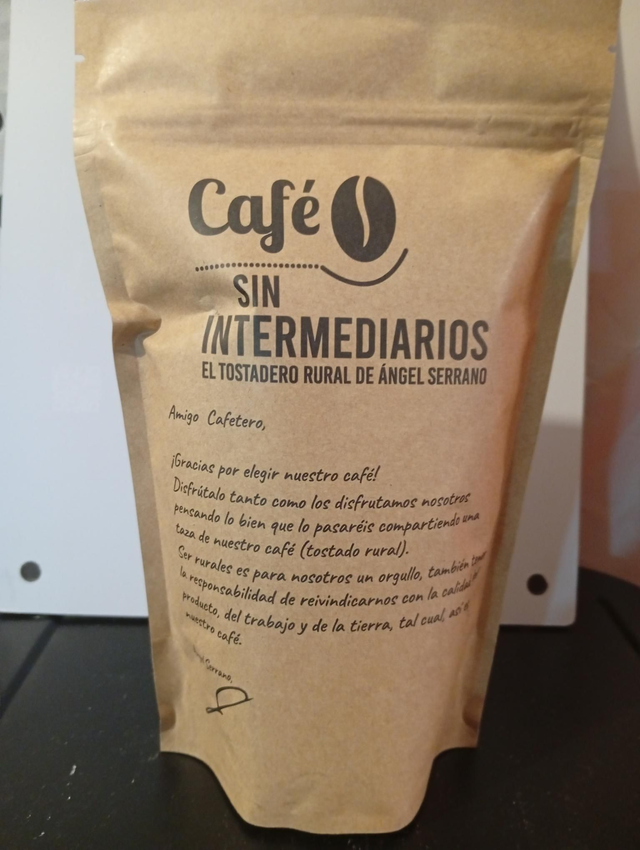 Café
SIN
INTERMEDIARIOS
EL TOSTADERO RURAL DE ÁNGEL SERRANO
Amigo Cafetero,
¡Gracias por elegir nuestro café!
Disfrútalo tanto como los disfrutamos nosotros
pensando lo bien que lo pasaréis compartiendo una
taza de nuestro café (tostado rural).
Ser rurales es para nosotros un orgullo, también
la responsabilidad de reivindicarnos con la calidad
producto, del trabajo y de la tierra, tal cual, así
nuestro café.
Serrano,